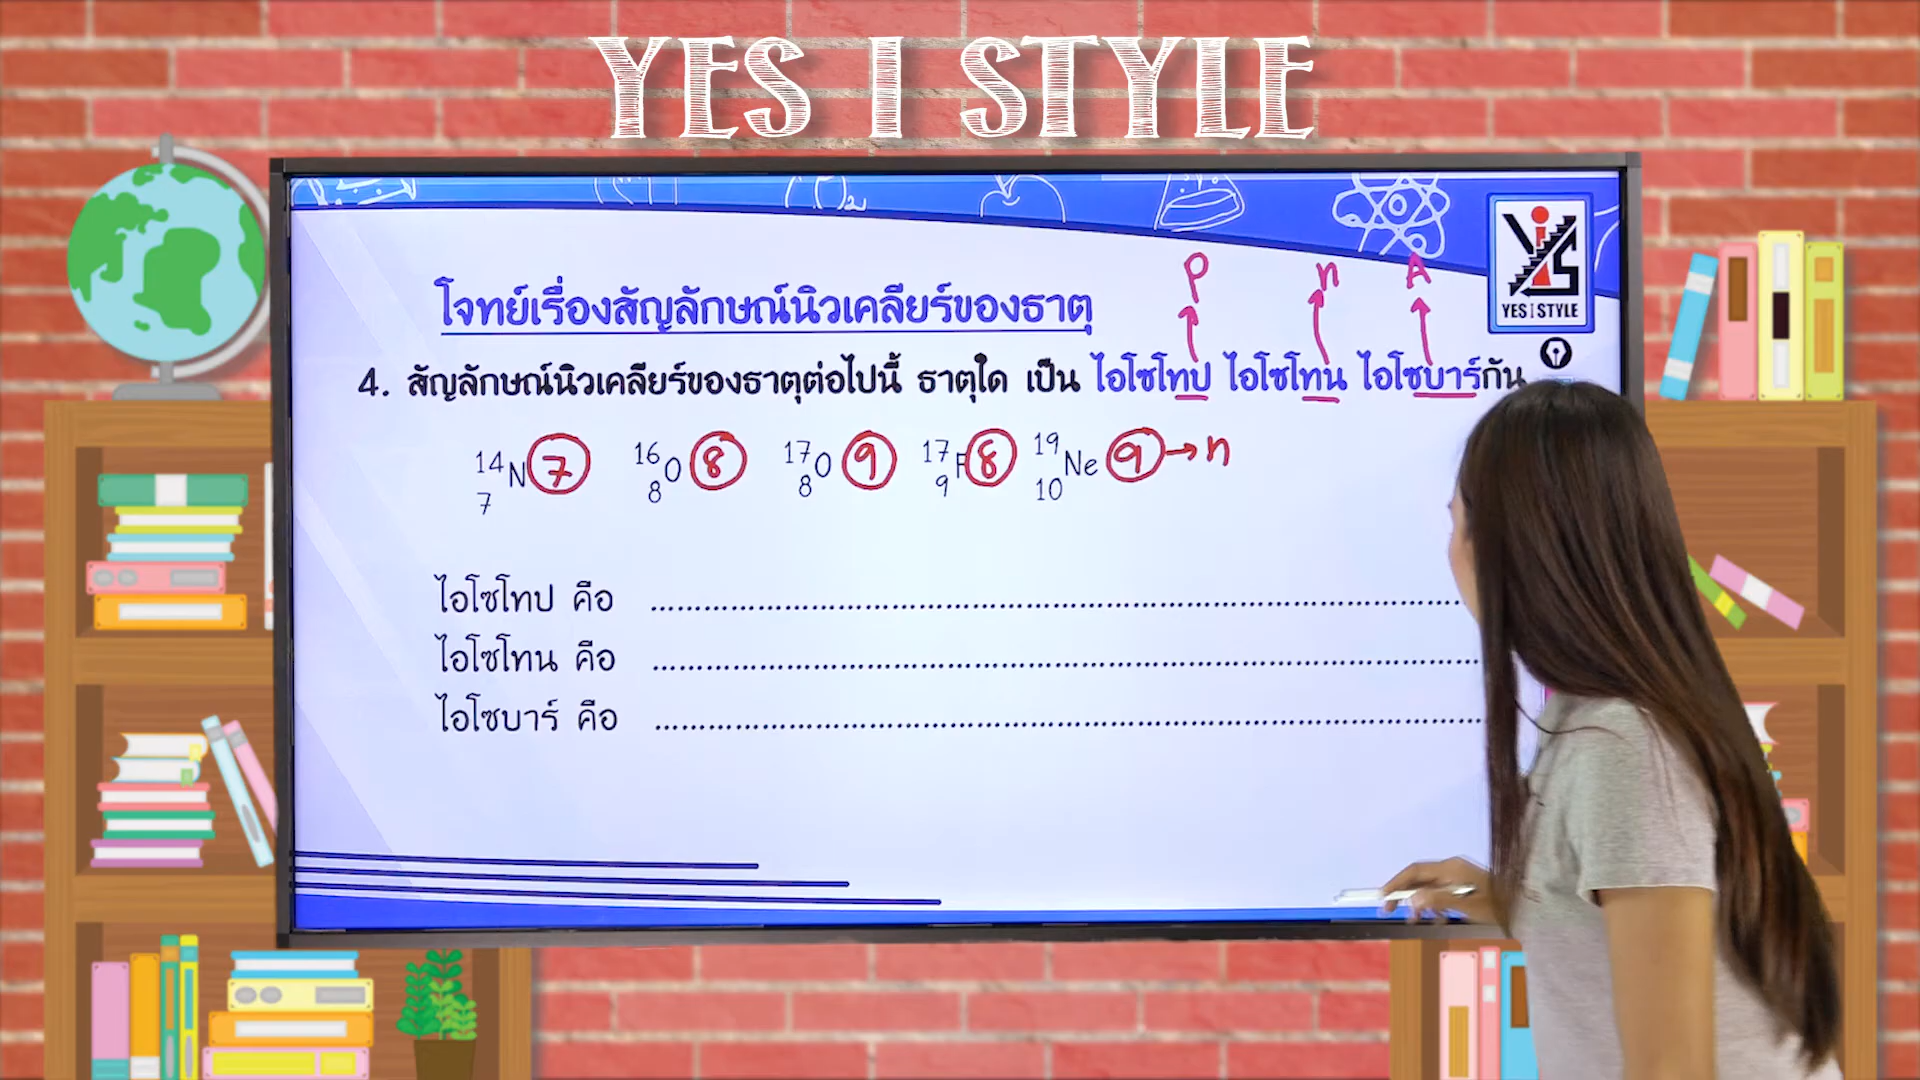 YES I STYLE
P n A
YES I STYLE
โจทย์เรื่องสัญลักษณ์นิวเคลียร์ของธาตุ
4. สัญลักษณ์นิวเคลียร์ของธาตุต่อไปนี้ ธาตุใด เป็น ไอโซโทป ไอโซโทน ไอโซบาร์กัน
14 7 N 7 16 8 O 8 17 8 O 9 17 9 F 8 19 10 Ne 9 → n
ไอโซโทป คือ ........................................
ไอโซโทน คือ ........................................
ไอโซบาร์ คือ ........................................